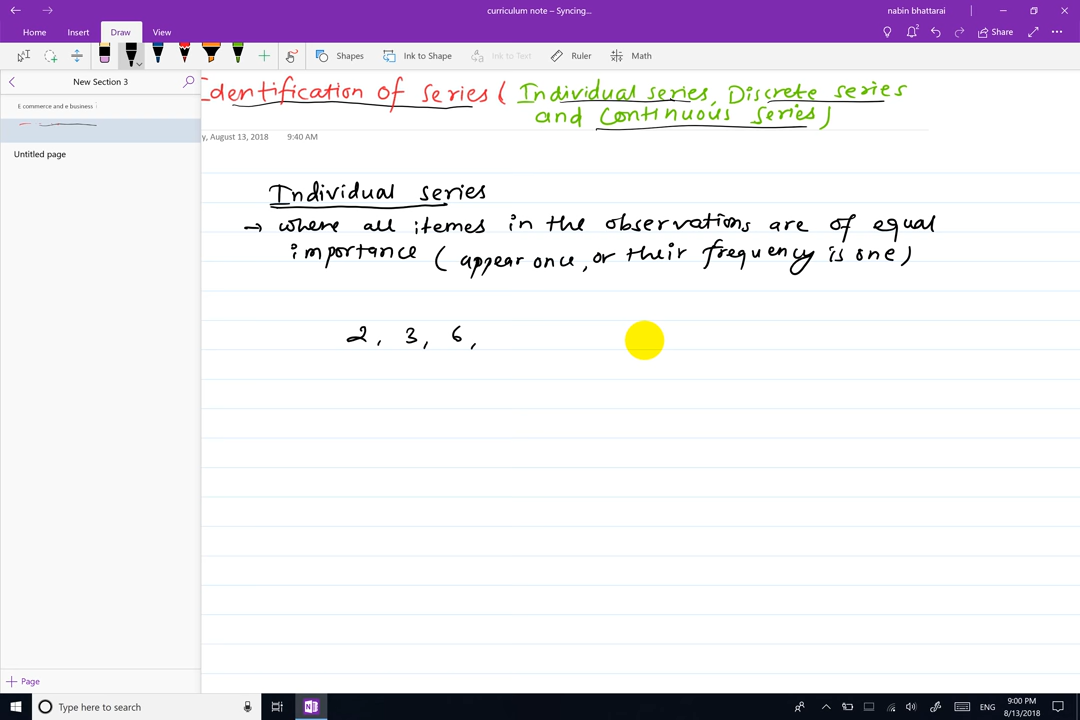 curriculum note – Syncing...
nabin bhattarai
Home
Insert
Draw
View
Share
Shapes
Ink to Shape
Ink to Text
Ruler
Math
New Section 3
E commerce and e business
Untitled page
Page
Identification of series ( Individual series, Discrete series
and Continuous Series)
y, August 13, 2018
9:40 AM
Individual series
→ where all itemes in the observations are of equal
importance ( appear once, or their frequency is one )
2, 3, 6,
Type here to search
ENG
9:00 PM
8/13/2018